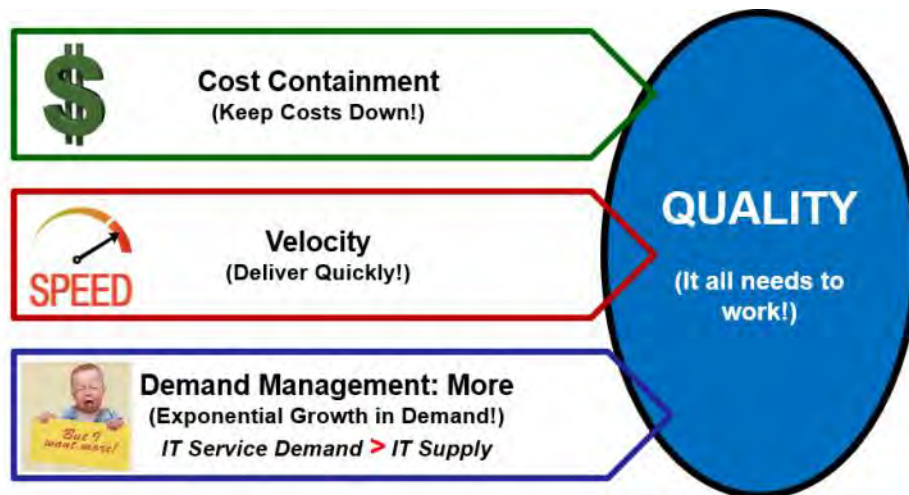 Cost Containment
(Keep Costs Down!)
SPEED
Velocity
(Deliver Quickly!)
But I
want more!
Demand Management: More
(Exponential Growth in Demand!)
IT Service Demand > IT Supply
QUALITY
(It all needs to
work!)